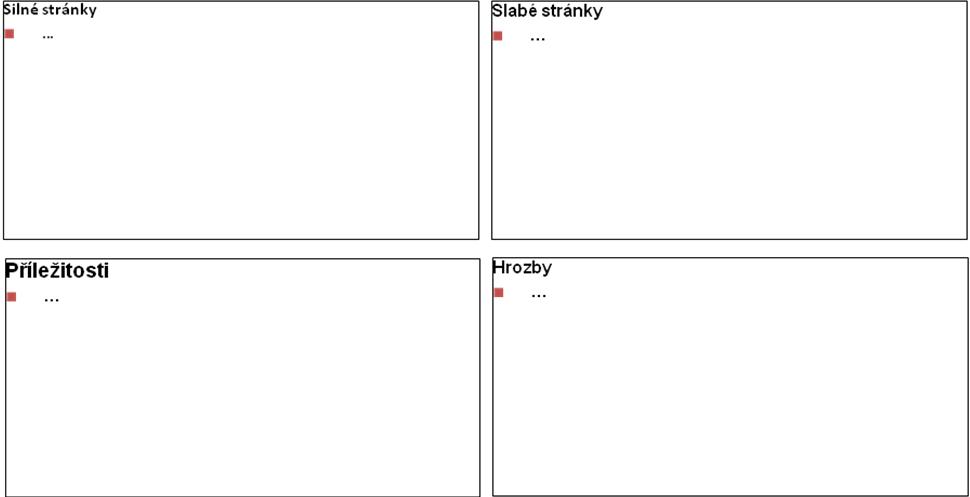 Silné stránky
...
Slabé stránky
...
Příležitosti
...
Hrozby
...